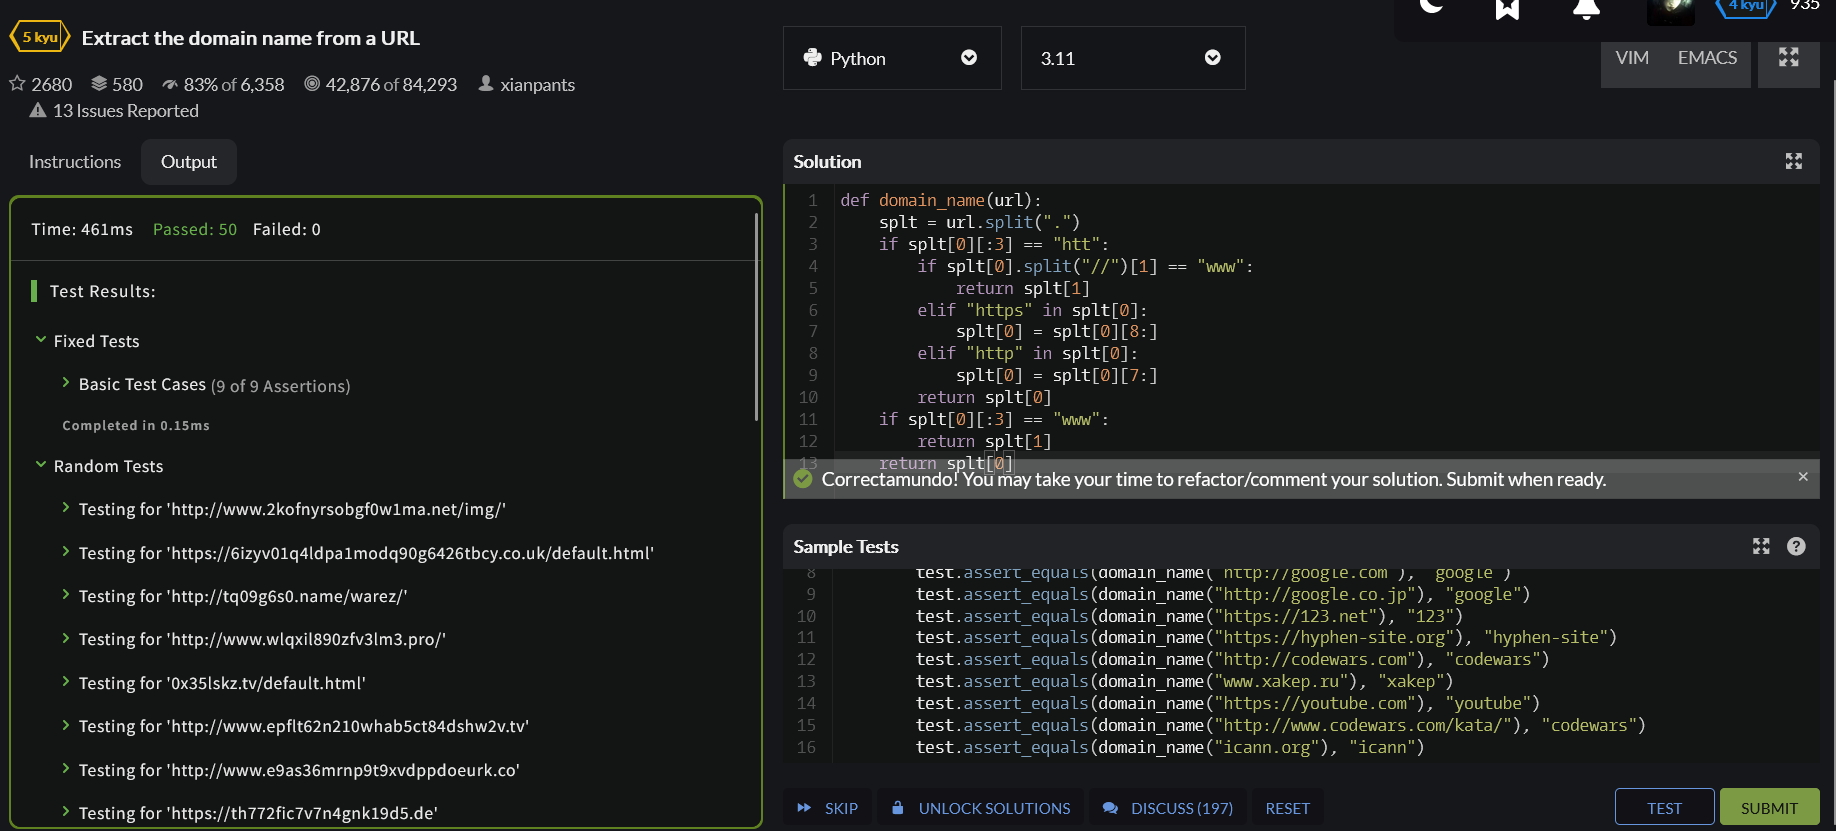 5 kyu
Extract the domain name from a URL
2680 580 83% of 6,358 42,876 of 84,293 xianpants
13 Issues Reported
Instructions
Output
Time: 461ms Passed: 50 Failed: 0
Test Results:
Fixed Tests
Basic Test Cases (9 of 9 Assertions)
Completed in 0.15ms
Random Tests
Testing for 'http://www.2kofnyrsobgf0w1ma.net/img/'
Testing for 'https://6izyv01q4ldpa1modq90g6426tbcy.co.uk/default.html'
Testing for 'http://tq09g6s0.name/warez/'
Testing for 'http://www.wlqxil890zfv3lm3.pro/'
Testing for '0x35lskz.tv/default.html'
Testing for 'http://www.epflt62n210whab5ct84dshw2v.tv'
Testing for 'http://www.e9as36mrnp9t9xvdppdoeurk.co'
Testing for 'https://th772fic7v7n4gnk19d5.de'
4 kyu
935
Python
3.11
VIM
EMACS
Solution
1 def domain_name(url):
2     splt = url.split(".")
3     if splt[0][:3] == "htt":
4         if splt[0].split("//")[1] == "www":
5             return splt[1]
6         elif "https" in splt[0]:
7             splt[0] = splt[0][8:]
8         elif "http" in splt[0]:
9             splt[0] = splt[0][7:]
10         return splt[0]
11     if splt[0][:3] == "www":
12         return splt[1]
13     return splt[0]
Correctamundo! You may take your time to refactor/comment your solution. Submit when ready.
Sample Tests
8 test.assert_equals(domain_name("http://google.com"), "google")
9 test.assert_equals(domain_name("http://google.co.jp"), "google")
10 test.assert_equals(domain_name("https://123.net"), "123")
11 test.assert_equals(domain_name("https://hyphen-site.org"), "hyphen-site")
12 test.assert_equals(domain_name("http://codewars.com"), "codewars")
13 test.assert_equals(domain_name("www.xakep.ru"), "xakep")
14 test.assert_equals(domain_name("https://youtube.com"), "youtube")
15 test.assert_equals(domain_name("http://www.codewars.com/kata/"), "codewars")
16 test.assert_equals(domain_name("icann.org"), "icann")
SKIP
UNLOCK SOLUTIONS
DISCUSS (197)
RESET
TEST
SUBMIT